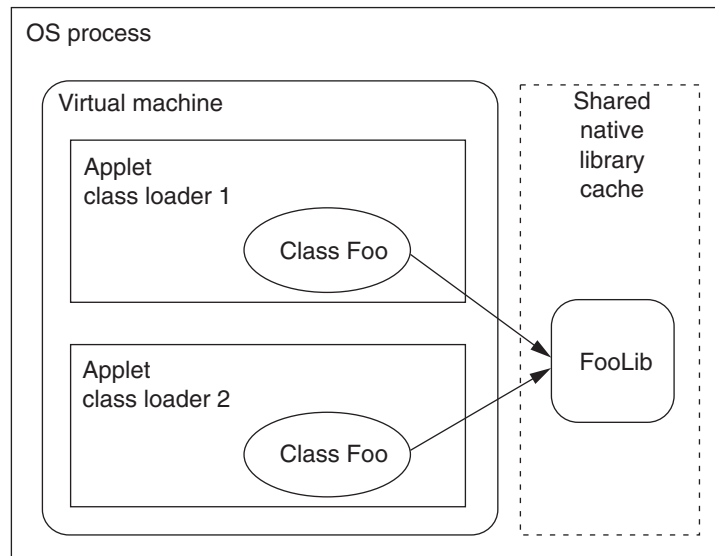 OS process
Virtual machine
Applet
class loader 1
Class Foo
Applet
class loader 2
Class Foo
Shared
native
library
cache
FooLib